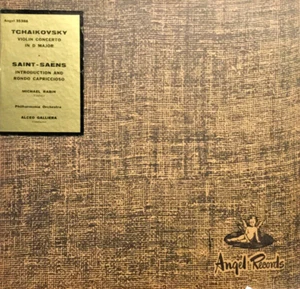 Angel 35388
TCHAIKOVSKY
VIOLIN CONCERTO
IN D MAJOR
SAINT-SAËNS
INTRODUCTION AND
RONDO CAPRICCIOSO
MICHAEL RABIN
Philharmonia Orchestra
ALCEO GALLIERA
Angel Records